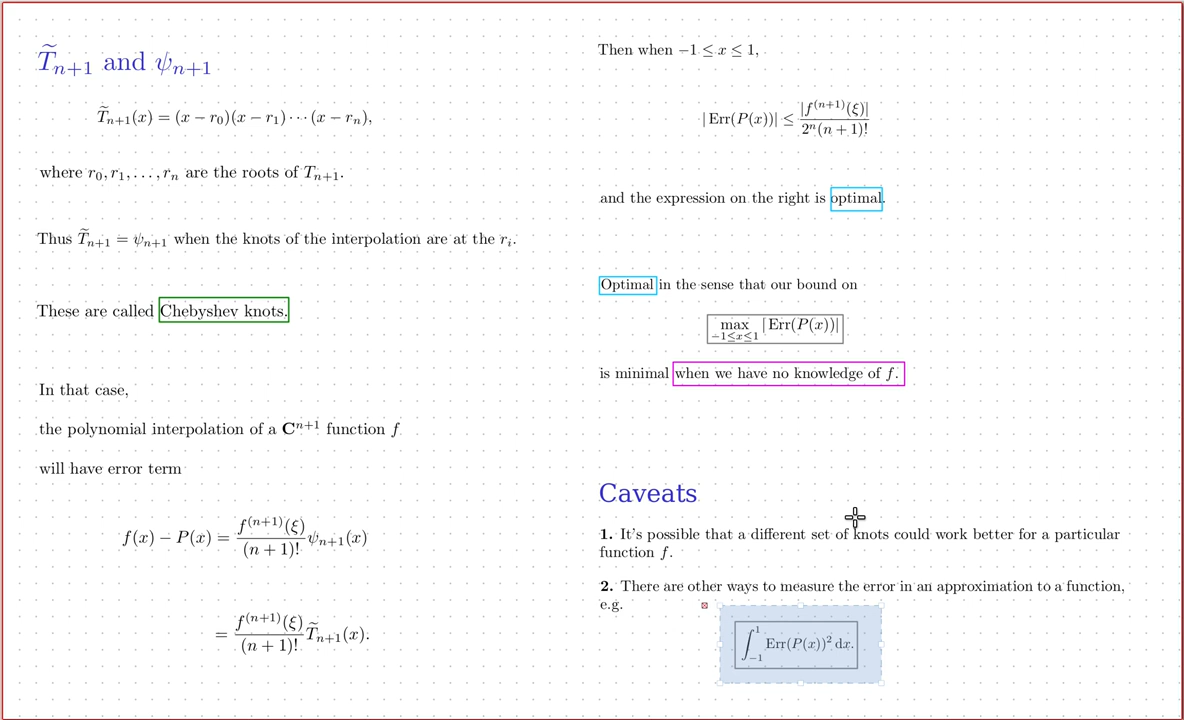 T̃ₙ₊₁ and ψₙ₊₁
T̃ₙ₊₁(x) = (x − r₀)(x − r₁) ⋯ (x − rₙ),
where r₀, r₁, . . . , rₙ are the roots of Tₙ₊₁.
Thus T̃ₙ₊₁ = ψₙ₊₁ when the knots of the interpolation are at the rᵢ.
These are called Chebyshev knots.
In that case,
the polynomial interpolation of a Cⁿ⁺¹ function f
will have error term
f(x) − P(x) = f⁽ⁿ⁺¹⁾(ξ)/(n + 1)! ψₙ₊₁(x)
= f⁽ⁿ⁺¹⁾(ξ)/(n + 1)! T̃ₙ₊₁(x).
Then when −1 ≤ x ≤ 1,
| Err(P(x))| ≤ |f⁽ⁿ⁺¹⁾(ξ)|/2ⁿ(n + 1)!
and the expression on the right is optimal.
Optimal in the sense that our bound on
max −1≤x≤1 | Err(P(x))|
is minimal when we have no knowledge of f.
Caveats
1. It's possible that a different set of knots could work better for a particular
function f.
2. There are other ways to measure the error in an approximation to a function,
e.g.
∫₋₁¹ Err(P(x))² dx.